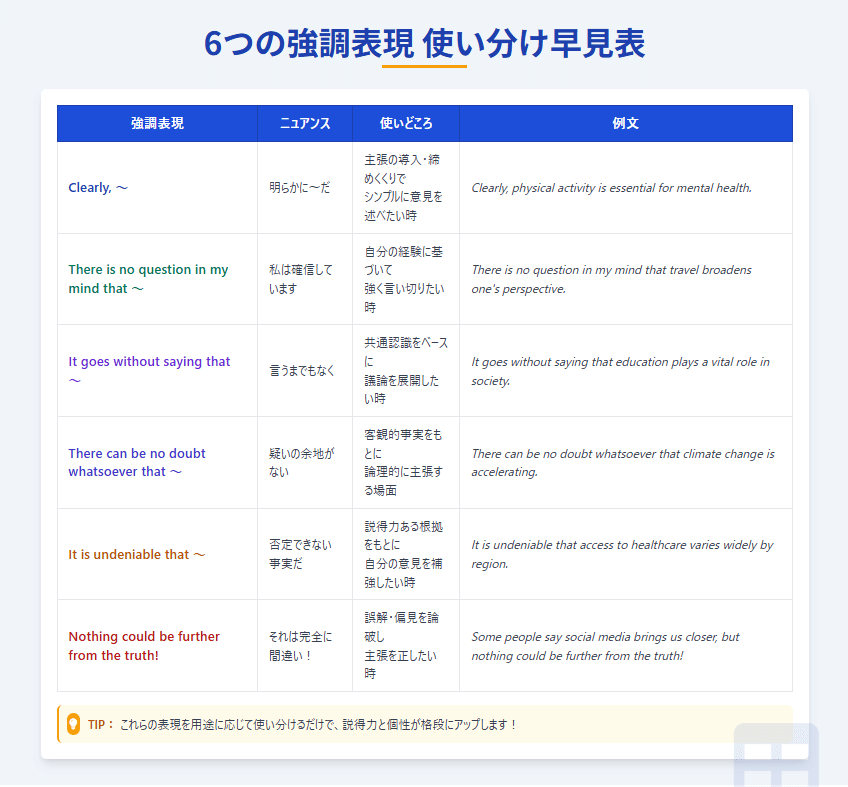 6つの強調表現 使い分け早見表
強調表現
ニュアンス
使いどころ
例文
Clearly, ～
明らかに～だ
主張の導入・締
めくくりで
シンプルに意見を
述べたい時
Clearly, physical activity is essential for mental health.
There is no question in my
mind that ～
私は確信して
います
自分の経験に基
づいて
強く言い切りたい
時
There is no question in my mind that travel broadens
one's perspective.
It goes without saying that
～
言うまでもなく
共通認識をベース
に
議論を展開した
い時
It goes without saying that education plays a vital role in
society.
There can be no doubt
whatsoever that ～
疑いの余地が
ない
客観的事実をも
とに
論理的に主張す
る場面
There can be no doubt whatsoever that climate change is
accelerating.
It is undeniable that ～
否定できない
事実だ
説得力ある根拠
をもとに
自分の意見を補
強したい時
It is undeniable that access to healthcare varies widely by
region.
Nothing could be further
from the truth!
それは完全に
間違い！
誤解・偏見を論
破し
主張を正したい
時
Some people say social media brings us closer, but
nothing could be further from the truth!
TIP： これらの表現を用途に応じて使い分けるだけで、説得力と個性が格段にアップします！